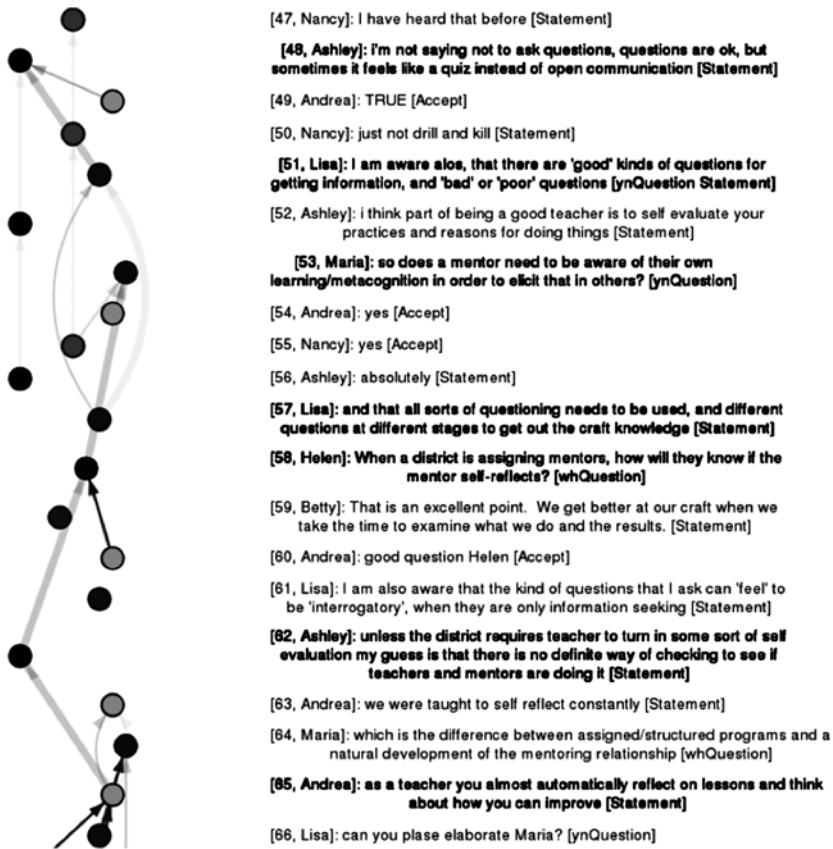 [47, Nancy]: I have heard that before [Statement]
[48, Ashley]: i'm not saying not to ask questions, questions are ok, but
sometimes it feels like a quiz instead of open communication [Statement]
[49, Andrea]: TRUE [Accept]
[50, Nancy]: just not drill and kill [Statement]
[51, Lisa]: I am aware alos, that there are 'good' kinds of questions for
getting information, and 'bad' or 'poor' questions [ynQuestion Statement]
[52, Ashley]: i think part of being a good teacher is to self evaluate your
practices and reasons for doing things [Statement]
[53, Maria]: so does a mentor need to be aware of their own
learning/metacognition in order to elicit that in others? [ynQuestion]
[54, Andrea]: yes [Accept]
[55, Nancy]: yes [Accept]
[56, Ashley]: absolutely [Statement]
[57, Lisa]: and that all sorts of questioning needs to be used, and different
questions at different stages to get out the craft knowledge [Statement]
[58, Helen]: When a district is assigning mentors, how will they know if the
mentor self-reflects? [whQuestion]
[59, Betty]: That is an excellent point. We get better at our craft when we
take the time to examine what we do and the results. [Statement]
[60, Andrea]: good question Helen [Accept]
[61, Lisa]: I am also aware that the kind of questions that I ask can 'feel' to
be 'interrogatory', when they are only information seeking [Statement]
[62, Ashley]: unless the district requires teacher to turn in some sort of self
evaluation my guess is that there is no definite way of checking to see if
teachers and mentors are doing it [Statement]
[63, Andrea]: we were taught to self reflect constantly [Statement]
[64, Maria]: which is the difference between assigned/structured programs and a
natural development of the mentoring relationship [whQuestion]
[65, Andrea]: as a teacher you almost automatically reflect on lessons and think
about how you can improve [Statement]
[66, Lisa]: can you plase elaborate Maria? [ynQuestion]